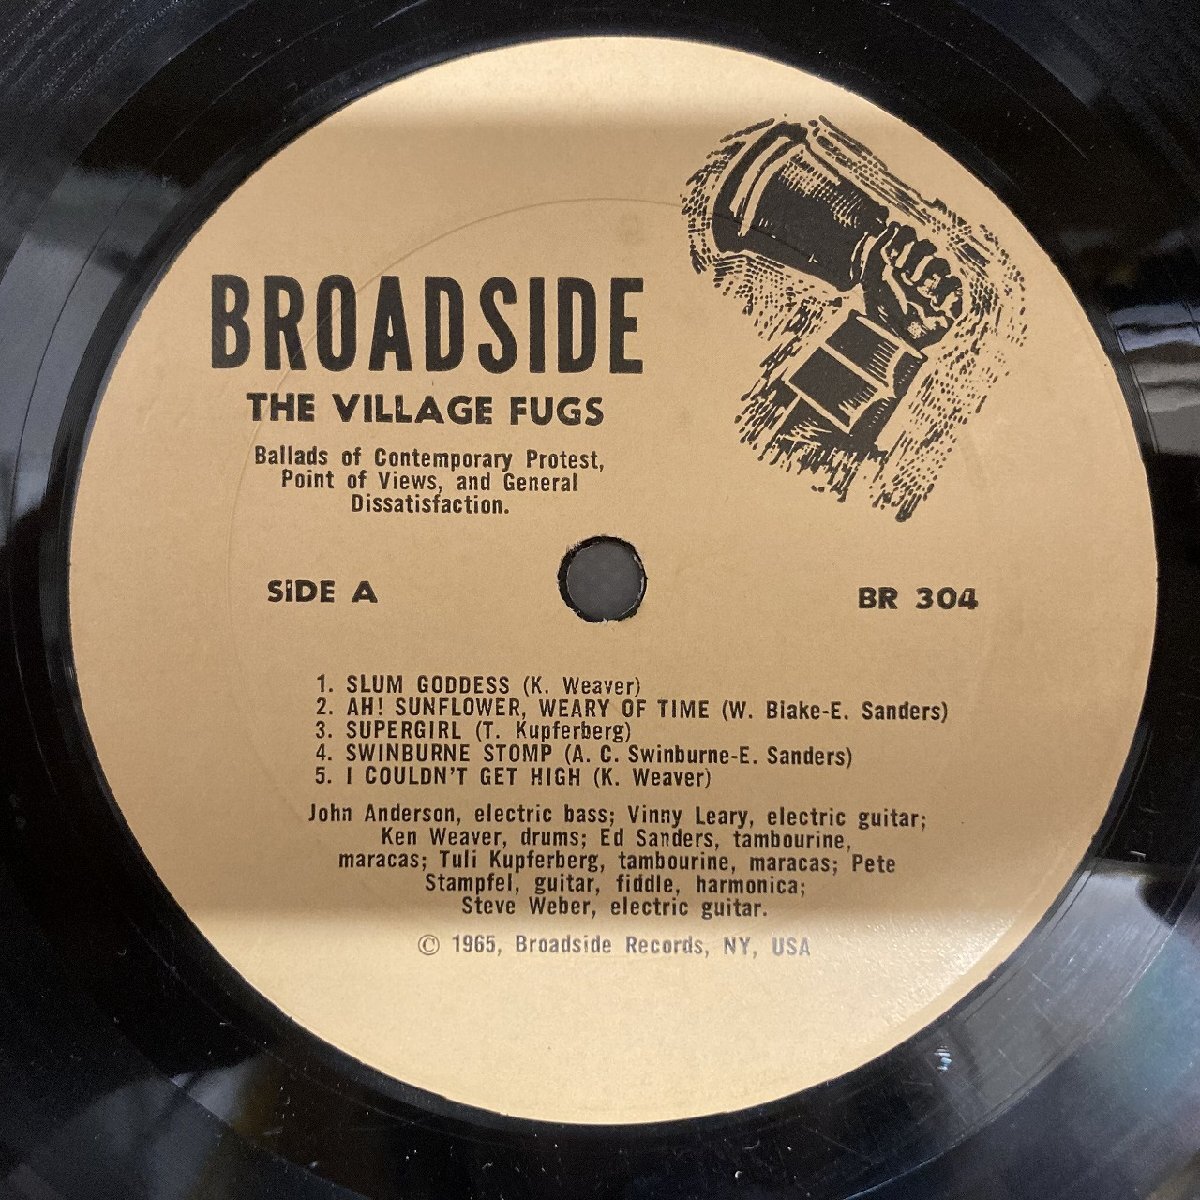 BROADSIDE
THE VILLAGE FUGS
Ballads of Contemporary Protest,
Point of Views, and General
Dissatisfaction.
SIDE A
BR 304
1. SLUM GODDESS (K. Weaver)
2. AH! SUNFLOWER, WEARY OF TIME (W. Blake-E. Sanders)
3. SUPERGIRL (T. Kupferberg)
4. SWINBURNE STOMP (A. C. Swinburne-E. Sanders)
5. I COULDN'T GET HIGH (K. Weaver)
John Anderson, electric bass; Vinny Leary, electric guitar;
Ken Weaver, drums; Ed Sanders, tambourine,
maracas; Tuli Kupferberg, tambourine, maracas; Pete
Stampfel, guitar, fiddle, harmonica;
Steve Weber, electric guitar.
© 1965, Broadside Records, NY, USA